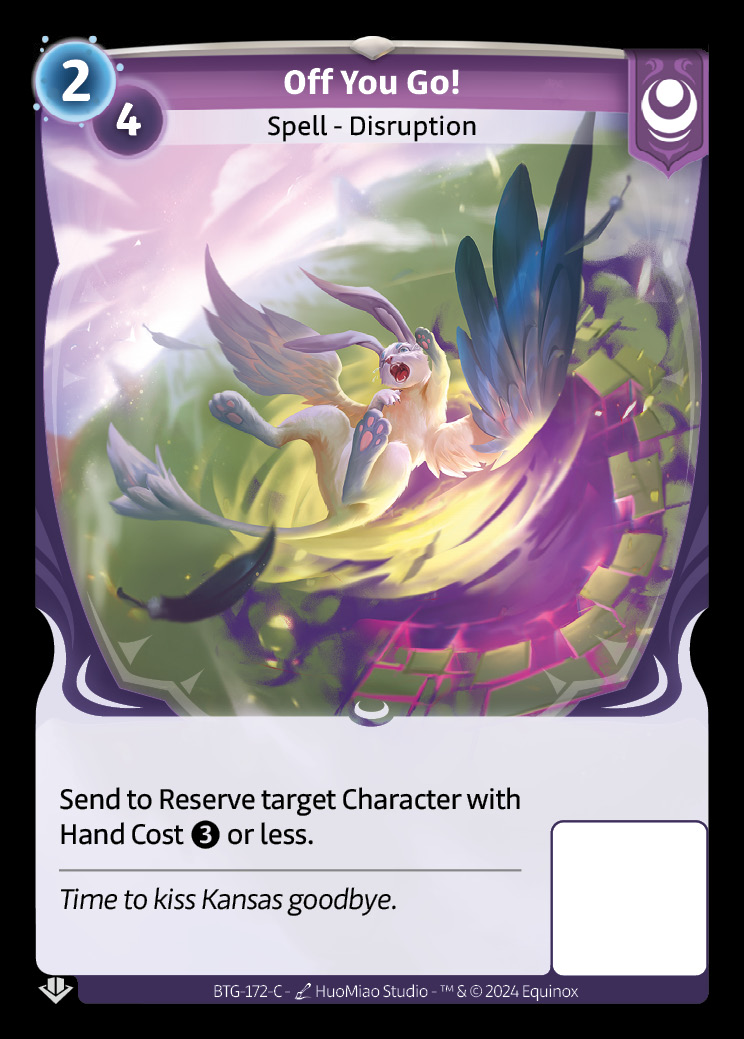 2
Off You Go!
4
Spell - Disruption
Send to Reserve target Character with
Hand Cost 3 or less.
Time to kiss Kansas goodbye.
BTG-172-C - HuoMiao Studio - ™ & © 2024 Equinox